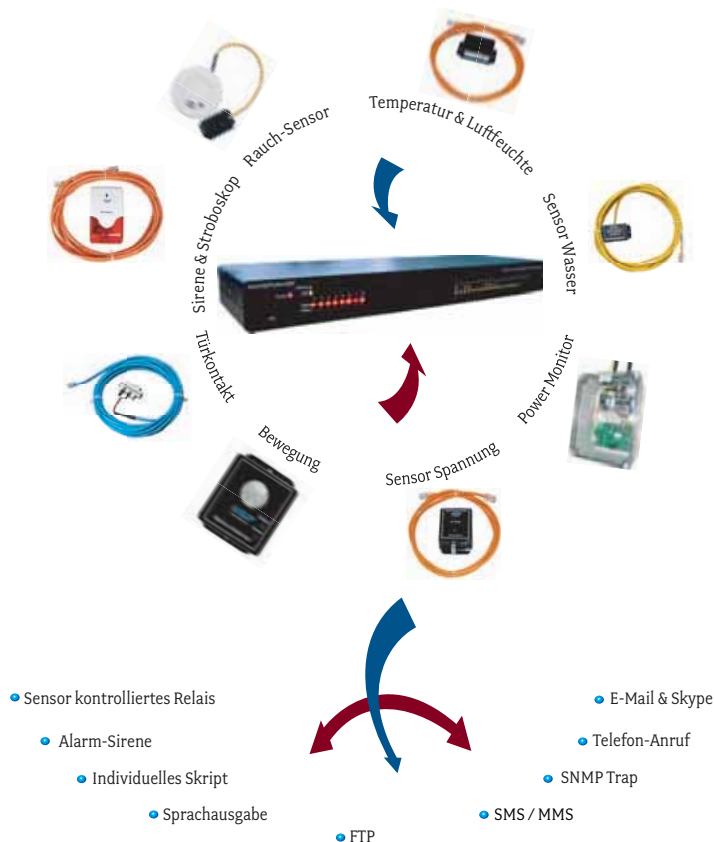 Temperatur & Luftfeuchte
Rauch-Sensor
Sirene & Stroboskop
Sensor Wasser
Türkontakt
Power Monitor
Bewegung
Sensor Spannung
Sensor kontrolliertes Relais
E-Mail & Skype
Alarm-Sirene
Telefon-Anruf
Individuelles Skript
SNMP Trap
Sprachausgabe
SMS / MMS
FTP